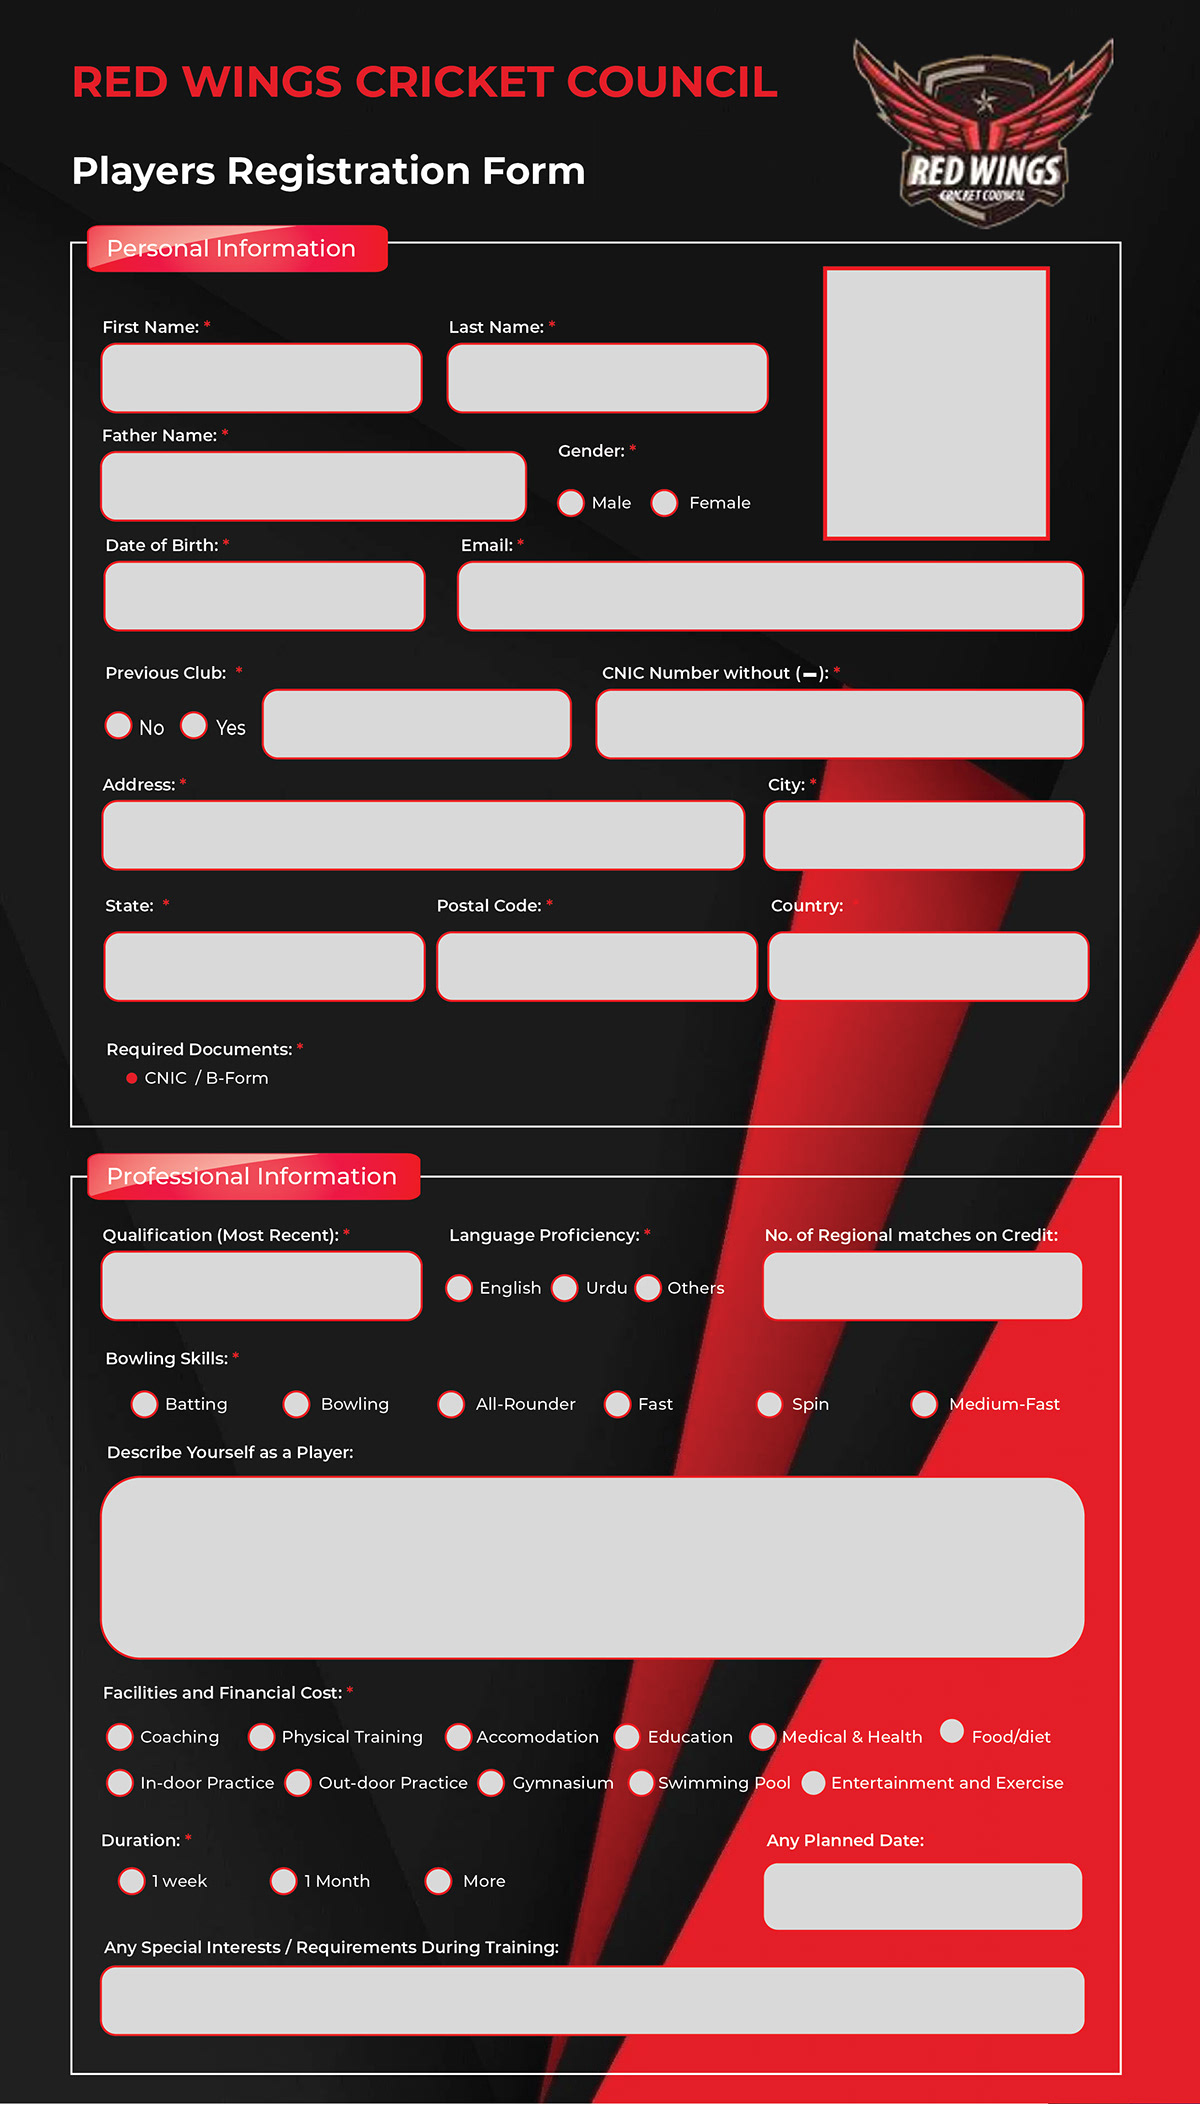 RED WINGS CRICKET COUNCIL
RED WINGS
CRICKET COUNCIL
Players Registration Form
Personal Information
First Name: *
Last Name: *
Father Name: *
Gender: *
Male
Female
Date of Birth: *
Email: *
Previous Club: *
CNIC Number without (-): *
No
Yes
Address: *
City: *
State: *
Postal Code: *
Country:
Required Documents: *
CNIC / B-Form
Professional Information
Qualification (Most Recent): *
Language Proficiency: *
No. of Regional matches on Credit:
English
Urdu
Others
Bowling Skills: *
Batting
Bowling
All-Rounder
Fast
Spin
Medium-Fast
Describe Yourself as a Player:
Facilities and Financial Cost: *
Coaching
Physical Training
Accomodation
Education
Medical & Health
Food/diet
In-door Practice
Out-door Practice
Gymnasium
Swimming Pool
Entertainment and Exercise
Duration: *
Any Planned Date:
1 week
1 Month
More
Any Special Interests / Requirements During Training: